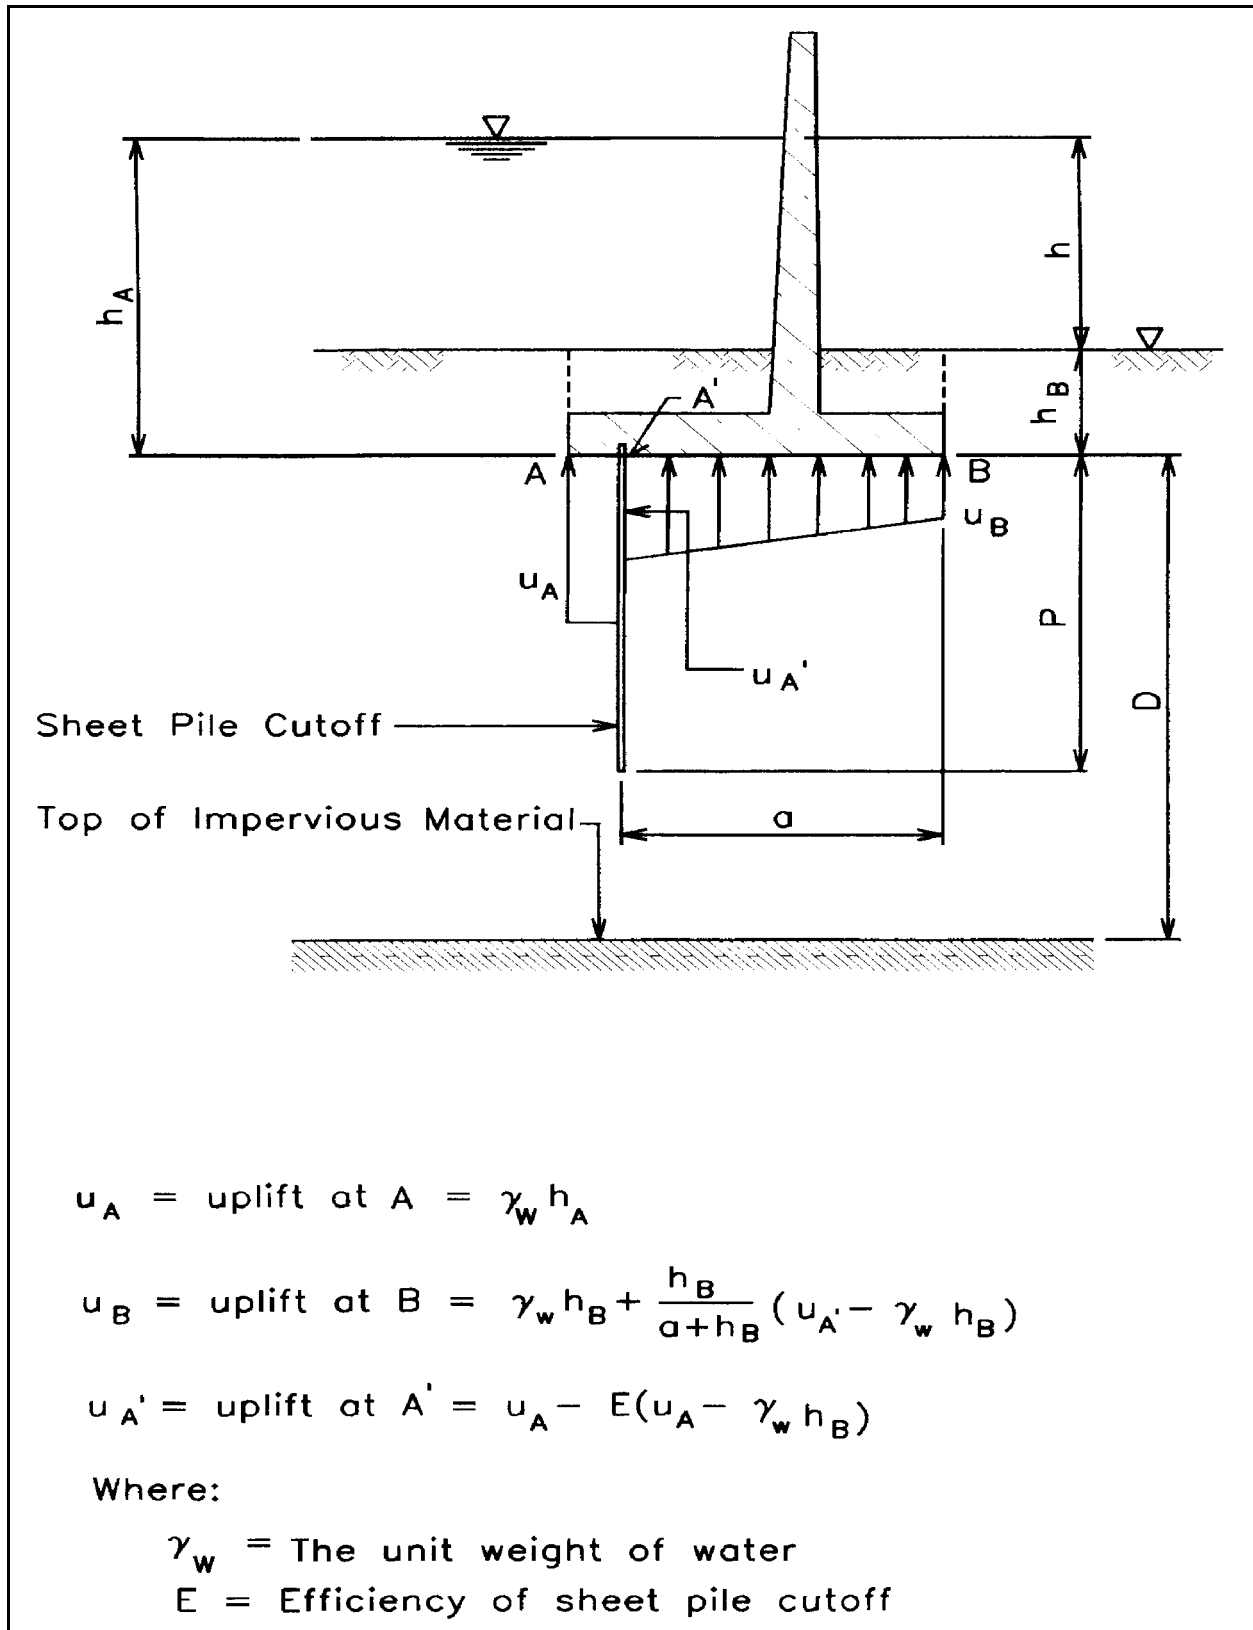 h_A
h
h_B
A'
A
B
u_B
u_A
u_A'
P
D
Sheet Pile Cutoff
Top of Impervious Material
a
u_A = uplift at A = γ_w h_A
u_B = uplift at B = γ_w h_B + h_B / (a + h_B) (u_A' − γ_w h_B)
u_A' = uplift at A' = u_A − E(u_A − γ_w h_B)
Where:
γ_w = The unit weight of water
E = Efficiency of sheet pile cutoff